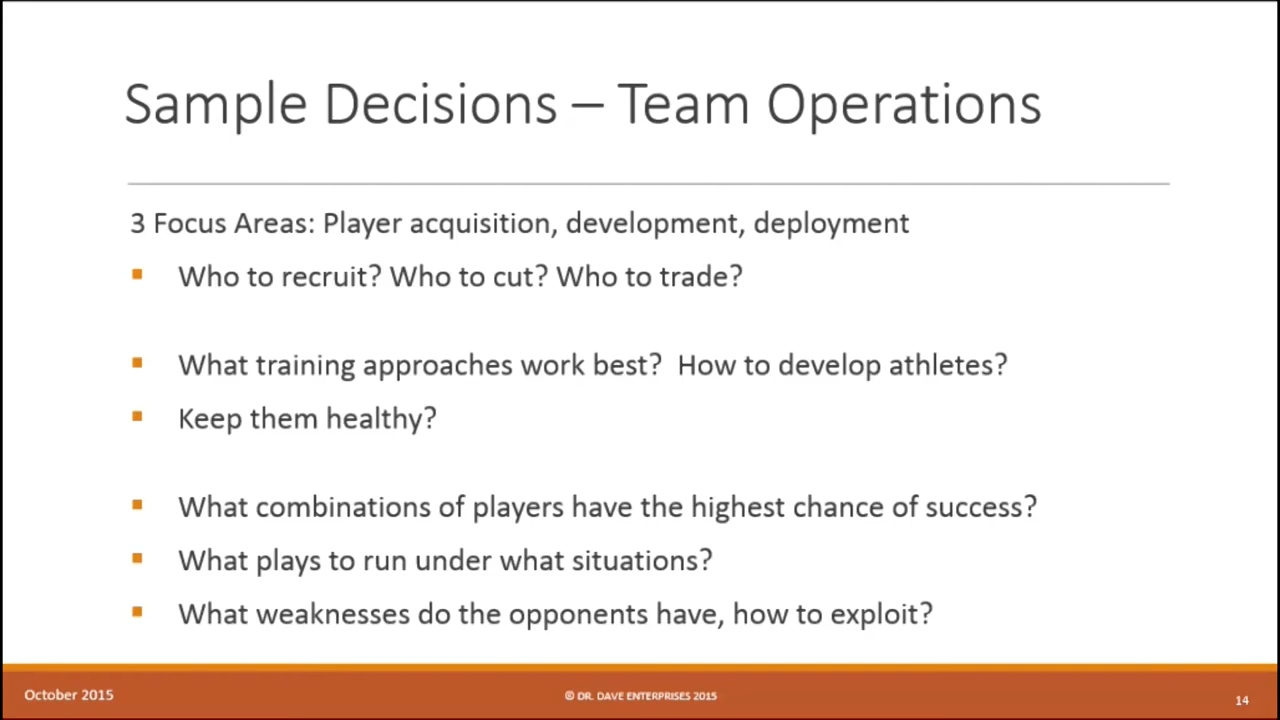 Sample Decisions – Team Operations
3 Focus Areas: Player acquisition, development, deployment
▪ Who to recruit? Who to cut? Who to trade?
▪ What training approaches work best?  How to develop athletes?
▪ Keep them healthy?
▪ What combinations of players have the highest chance of success?
▪ What plays to run under what situations?
▪ What weaknesses do the opponents have, how to exploit?
October 2015
© DR. DAVE ENTERPRISES 2015
14